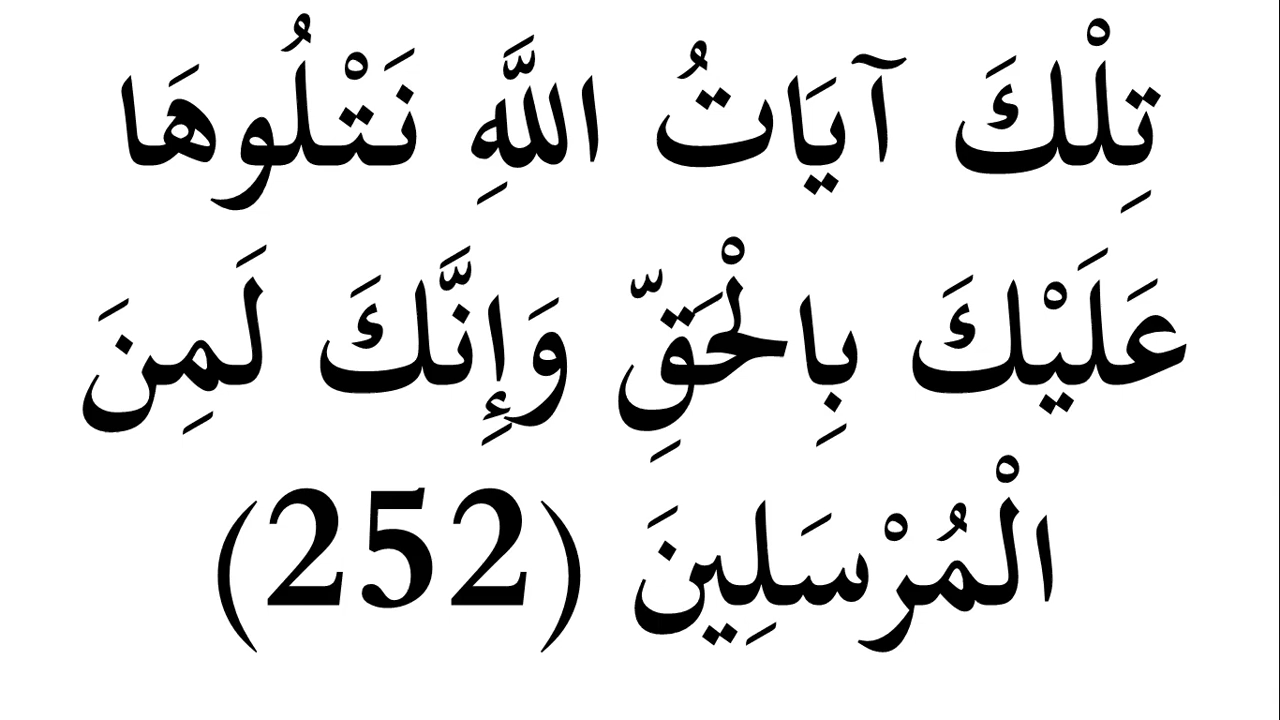 تِلْكَ آيَاتُ اللَّهِ نَتْلُوهَا
عَلَيْكَ بِالْحَقِّ وَإِنَّكَ لَمِنَ
الْمُرْسَلِينَ (252)